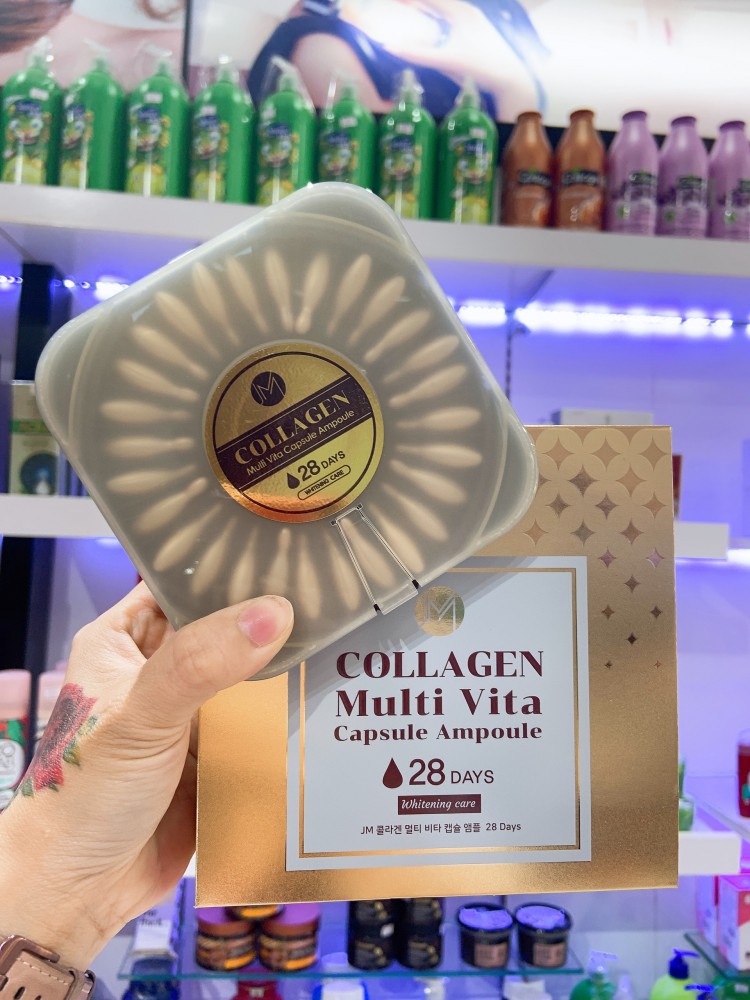 JM
COLLAGEN
Multi Vita Capsule Ampoule
28 DAYS
WHITENING CARE
JM
COLLAGEN
Multi Vita
Capsule Ampoule
28 DAYS
Whitening care
JM 콜라겐 멀티 비타 캡슐 앰플 28 Days